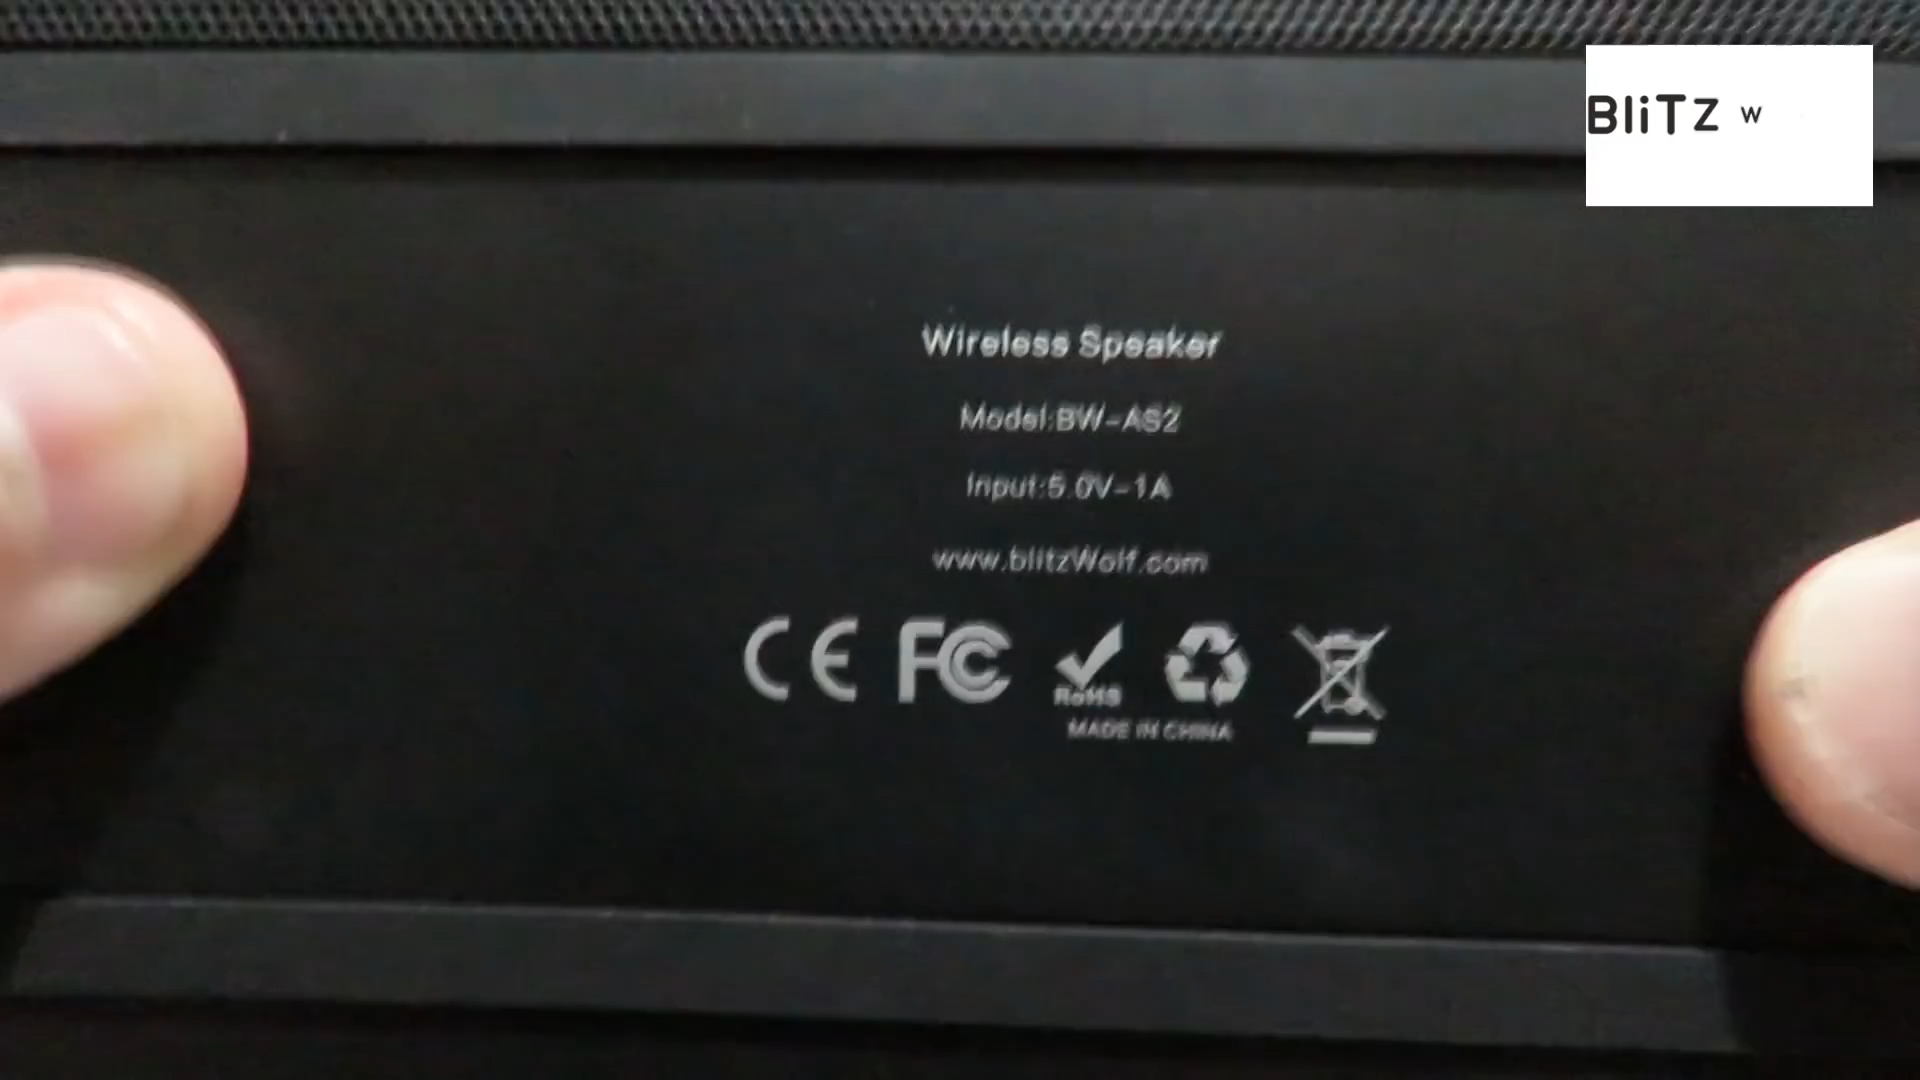 BliTZ w
Wireless Speaker
Model:BW-AS2
Input:5.0V-1A
www.blitzWolf.com
CE FC RoHS
MADE IN CHINA